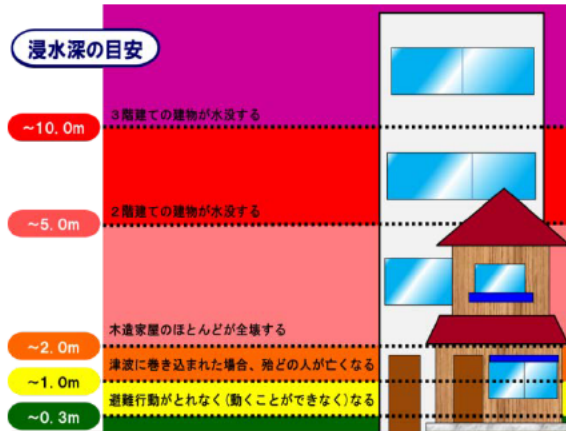 浸水深の目安
3階建ての建物が水没する
~10.0m
2階建ての建物が水没する
~5.0m
木造家屋のほとんどが全壊する
~2.0m
津波に巻き込まれた場合、殆どの人が亡くなる
~1.0m
避難行動がとれなく(動くことができなく)なる
~0.3m